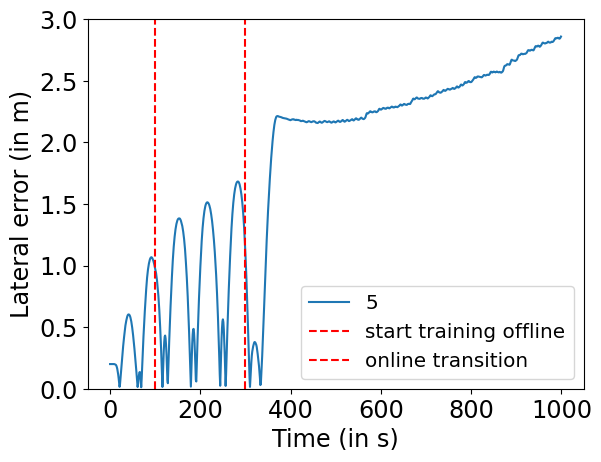 3.0
2.5
2.0
1.5
1.0
0.5
0.0
Lateral error (in m)
5
start training offline
online transition
0 200 400 600 800 1000
Time (in s)